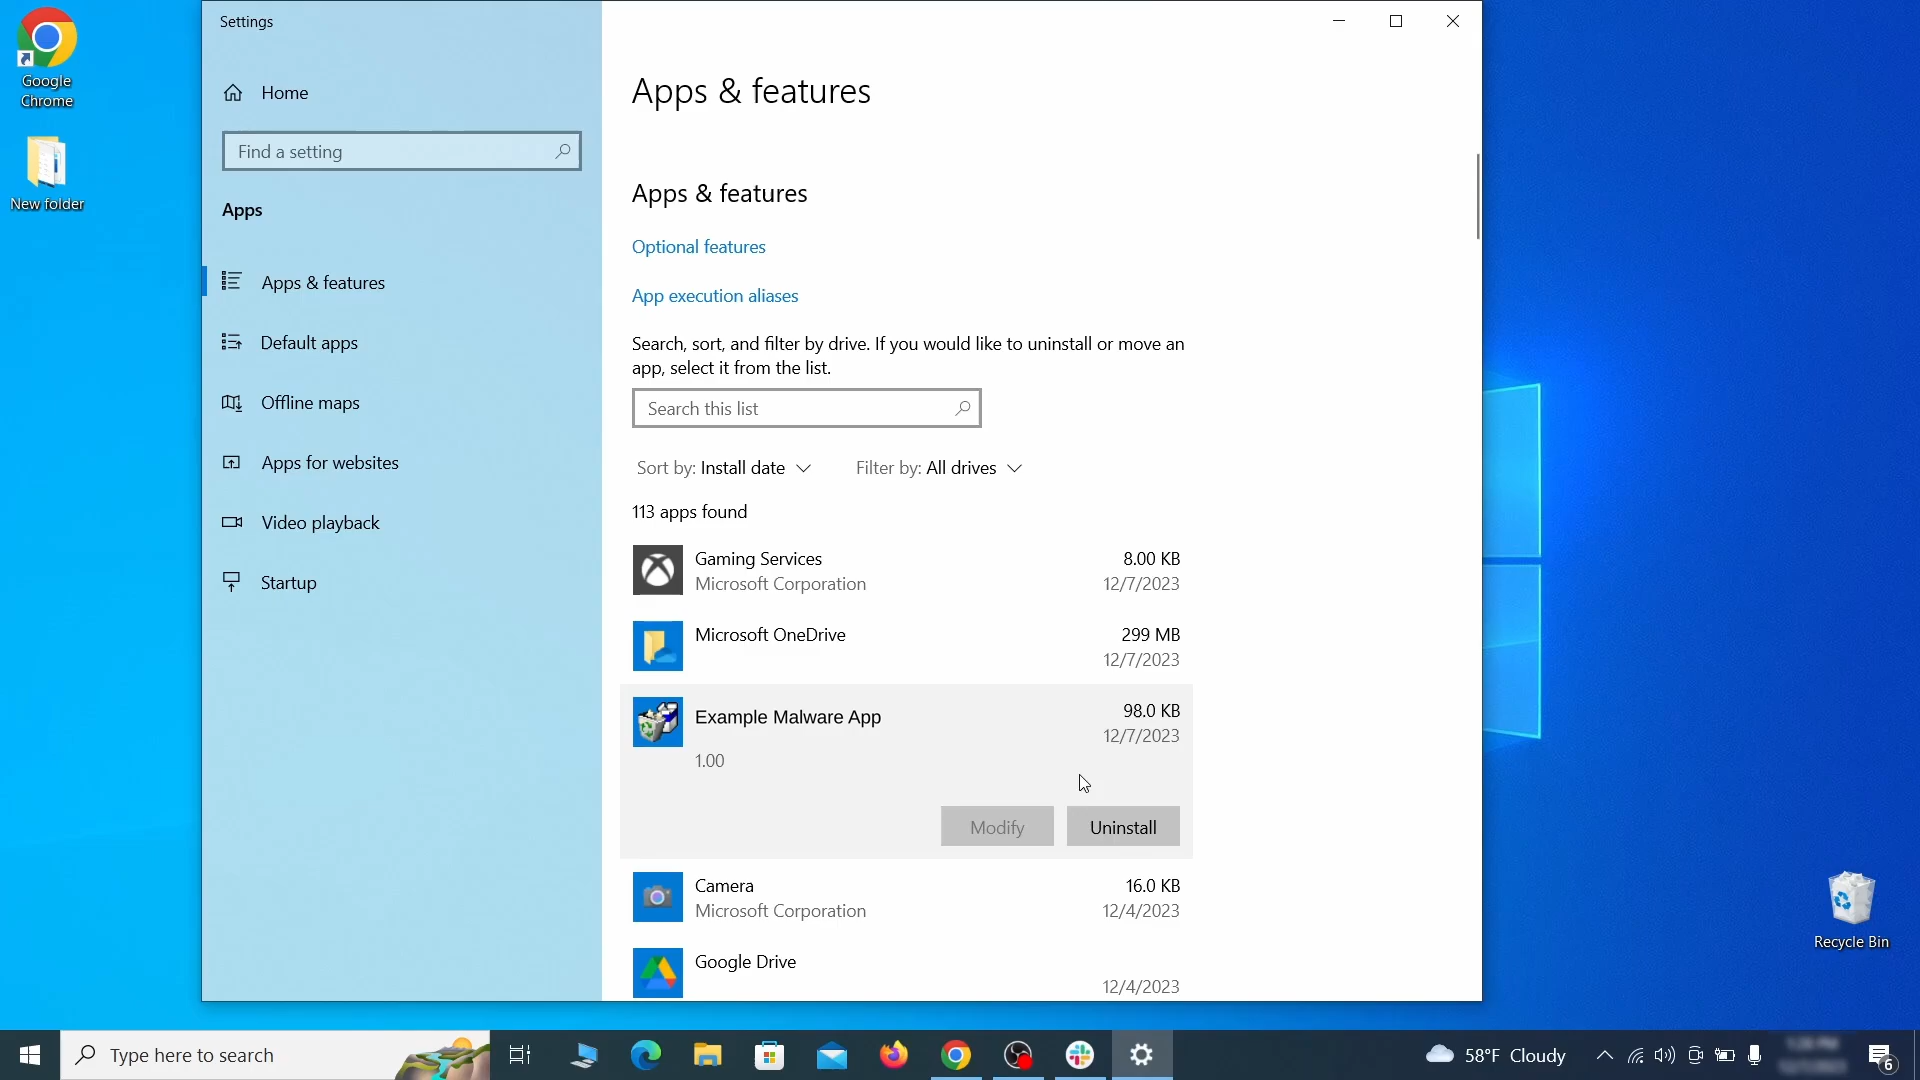 Settings
Google
Chrome
New folder
Home
Find a setting
Apps
Apps & features
Default apps
Offline maps
Apps for websites
Video playback
Startup
Apps & features
Apps & features
Optional features
App execution aliases
Search, sort, and filter by drive. If you would like to uninstall or move an
app, select it from the list.
Search this list
Sort by: Install date Filter by: All drives
113 apps found
Gaming Services 8.00 KB
Microsoft Corporation 12/7/2023
Microsoft OneDrive 299 MB
12/7/2023
Example Malware App 98.0 KB
12/7/2023
1.00
Modify Uninstall
Camera 16.0 KB
Microsoft Corporation 12/4/2023
Google Drive
12/4/2023
Recycle Bin
Type here to search
58°F Cloudy
6